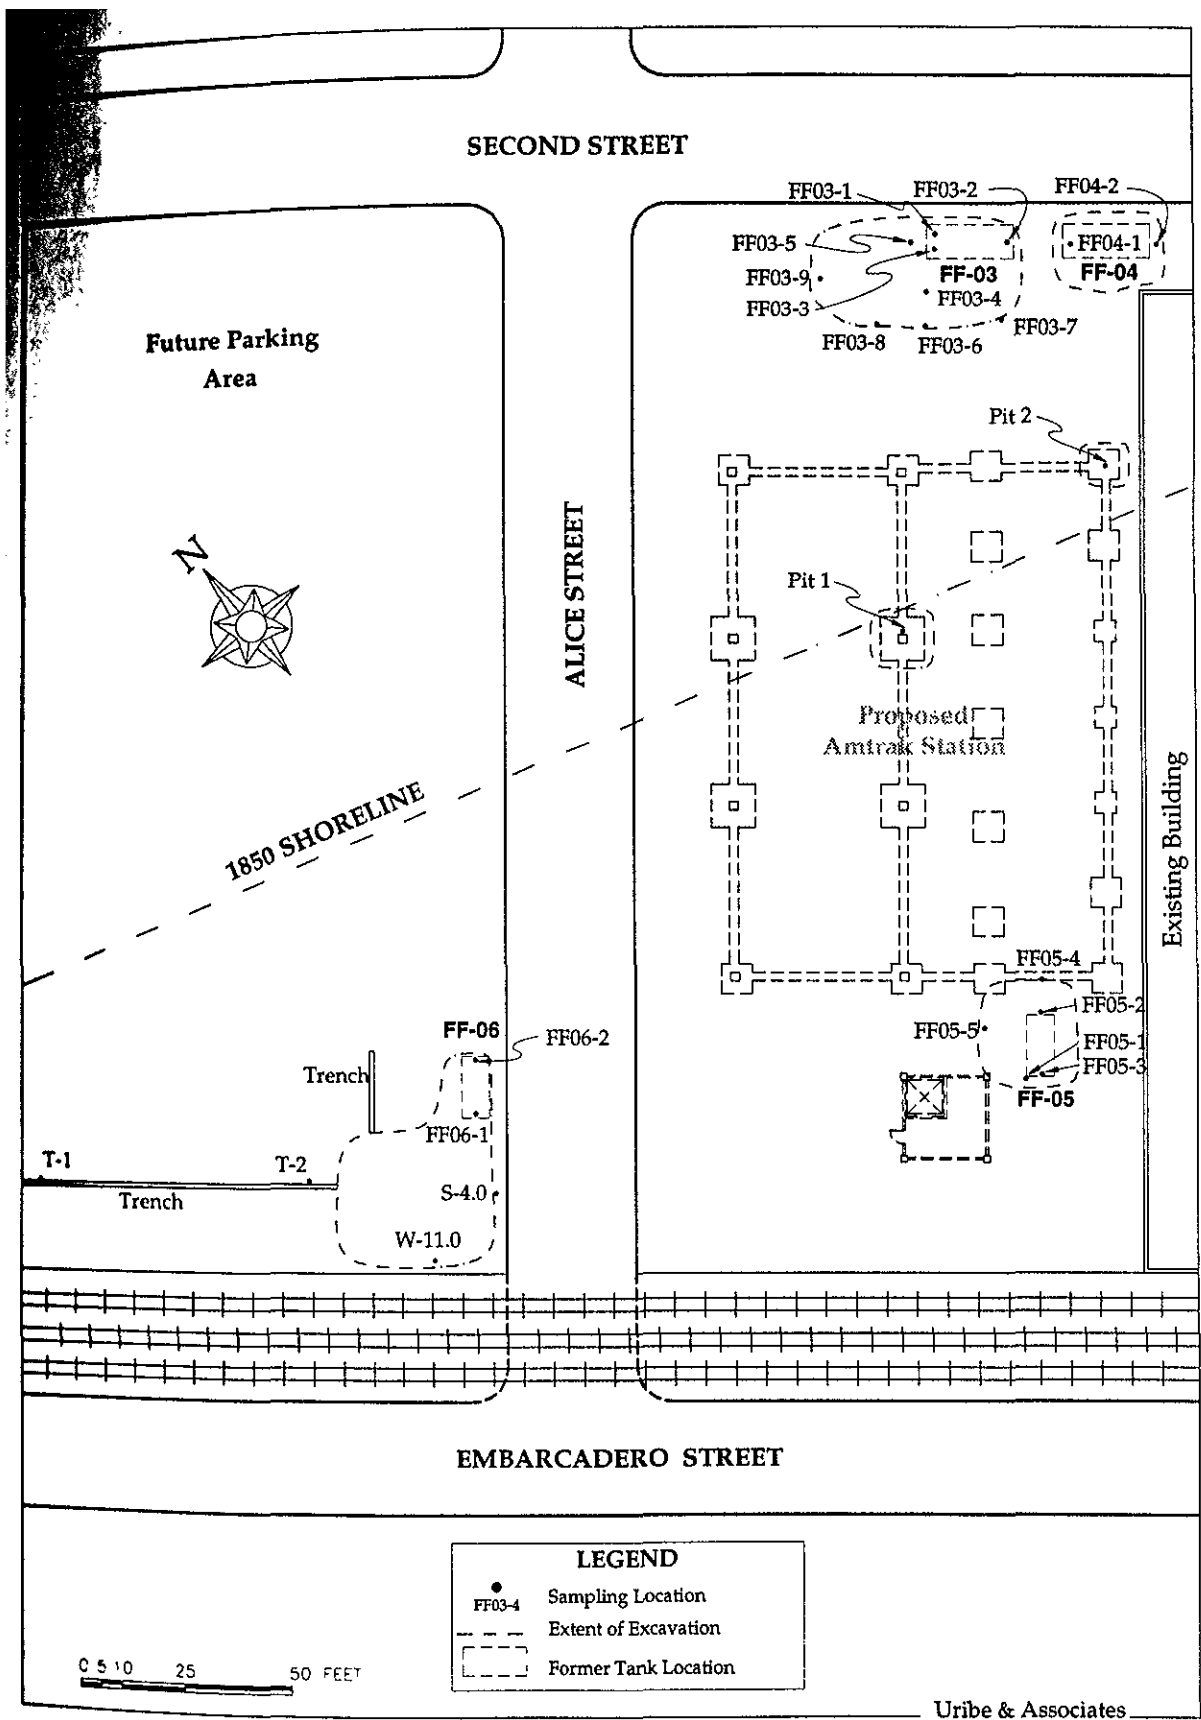 SECOND STREET
FF03-1
FF03-2
FF04-2
FF03-5
FF04-1
FF-03
FF-04
FF03-9
FF03-3
FF03-4
FF03-7
FF03-8
FF03-6
Future Parking
Area
Pit 2
N
ALICE STREET
Pit 1
Proposed
Amtrak Station
1850 SHORELINE
Existing Building
FF05-4
FF05-2
FF05-5
FF05-1
FF05-3
FF-05
FF-06
FF06-2
Trench
FF06-1
T-1
T-2
Trench
S-4.0
W-11.0
EMBARCADERO STREET
LEGEND
FF03-4
Sampling Location
Extent of Excavation
Former Tank Location
0 5 10 25 50 FEET
Uribe & Associates